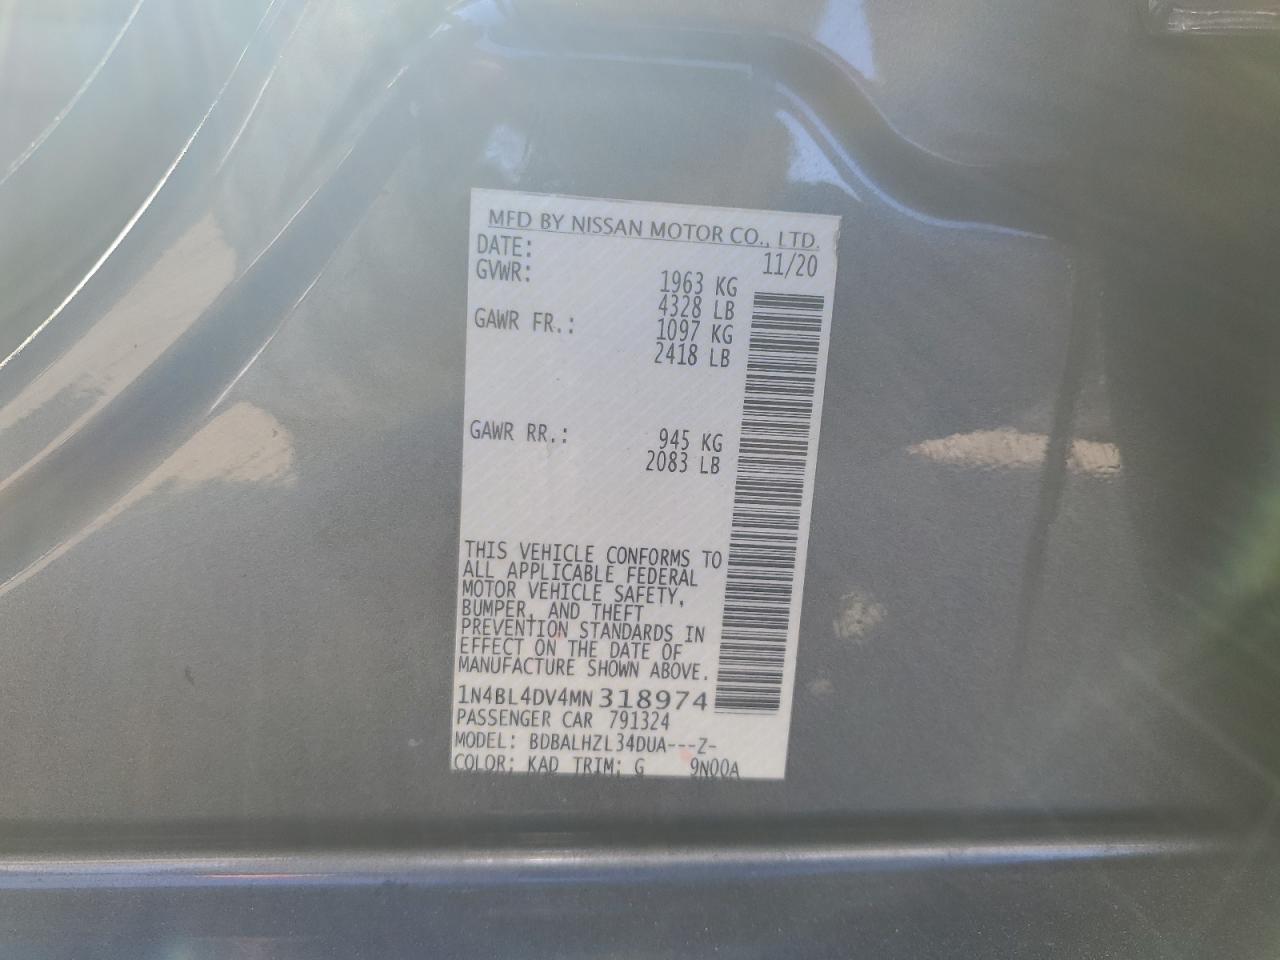 MFD BY NISSAN MOTOR CO., LTD.
DATE: 11/20
GVWR: 1963 KG
4328 LB
GAWR FR.: 1097 KG
2418 LB
GAWR RR.: 945 KG
2083 LB
THIS VEHICLE CONFORMS TO
ALL APPLICABLE FEDERAL
MOTOR VEHICLE SAFETY,
BUMPER, AND THEFT
PREVENTION STANDARDS IN
EFFECT ON THE DATE OF
MANUFACTURE SHOWN ABOVE.
1N4BL4DV4MN318974
PASSENGER CAR 791324
MODEL: BDBALHZL34DUA---Z-
COLOR: KAD TRIM: G 9N00A